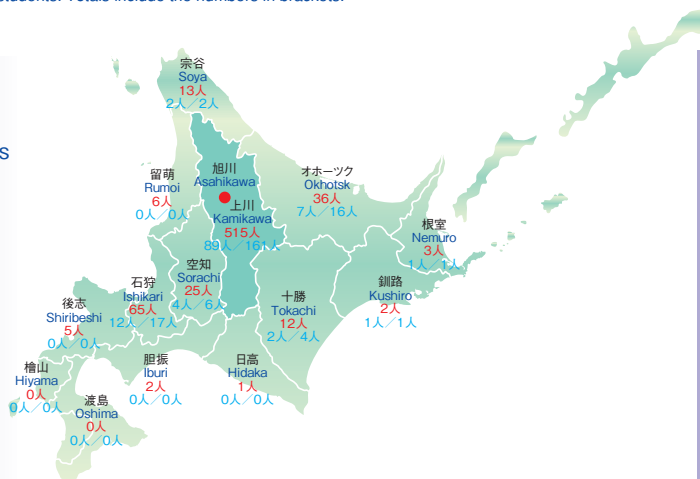 students. Totals include the numbers in brackets.
s
宗谷
Soya
13人
2人／2人
留萌
Rumoi
6人
0人／0人
旭川
Asahikawa
上川
Kamikawa
515人
89人／161人
オホーツク
Okhotsk
36人
7人／16人
根室
Nemuro
3人
1人／1人
釧路
Kushiro
2人
1人／1人
空知
Sorachi
25人
4人／6人
石狩
Ishikari
65人
12人／17人
十勝
Tokachi
12人
2人／4人
後志
Shiribeshi
5人
0人／0人
檜山
Hiyama
0人
0人／0人
渡島
Oshima
0人
0人／0人
胆振
Iburi
2人
0人／0人
日高
Hidaka
1人
0人／0人